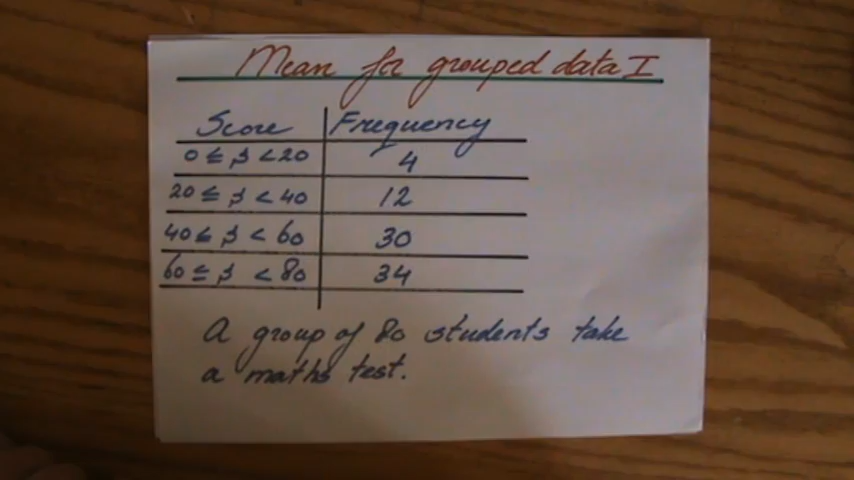 Mean for grouped data I
Score Frequency
0 ≤ s < 20 4
20 ≤ s < 40 12
40 ≤ s < 60 30
60 ≤ s < 80 34
A group of 80 students take
a maths test.